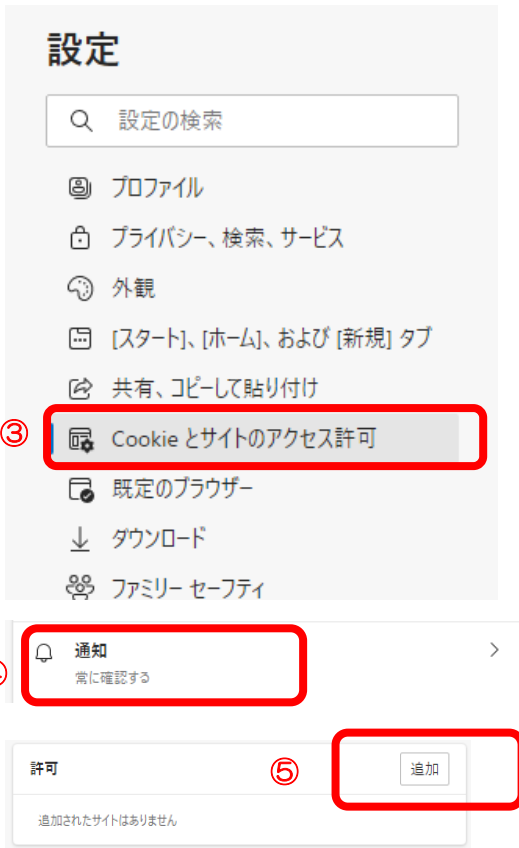 設定
設定の検索
プロファイル
プライバシー、検索、サービス
外観
[スタート]、[ホーム]、および [新規] タブ
共有、コピーして貼り付け
③
Cookie とサイトのアクセス許可
既定のブラウザー
ダウンロード
ファミリー セーフティ
通知
常に確認する
許可
⑤
追加
追加されたサイトはありません